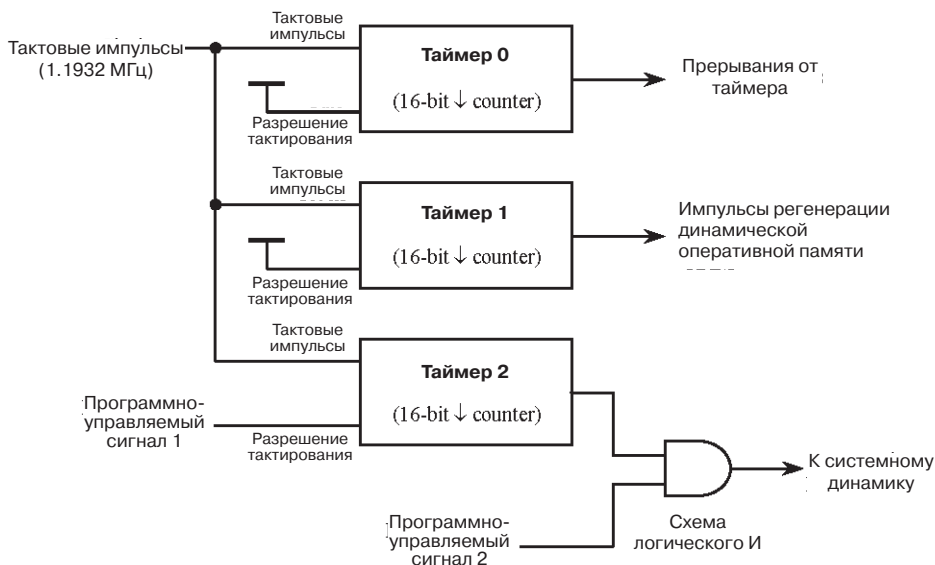 Тактовые импульсы
(1.1932 МГц)
Тактовые
импульсы
Таймер 0
(16-bit ↓ counter)
Разрешение
тактирования
Прерывания от
таймера
Тактовые
импульсы
Таймер 1
(16-bit ↓ counter)
Разрешение
тактирования
Импульсы регенерации
динамической
оперативной памяти
Тактовые
импульсы
Таймер 2
(16-bit ↓ counter)
Программно-
управляемый
сигнал 1
Разрешение
тактирования
К системному
динамику
Программно-
управляемый
сигнал 2
Схема
логического И